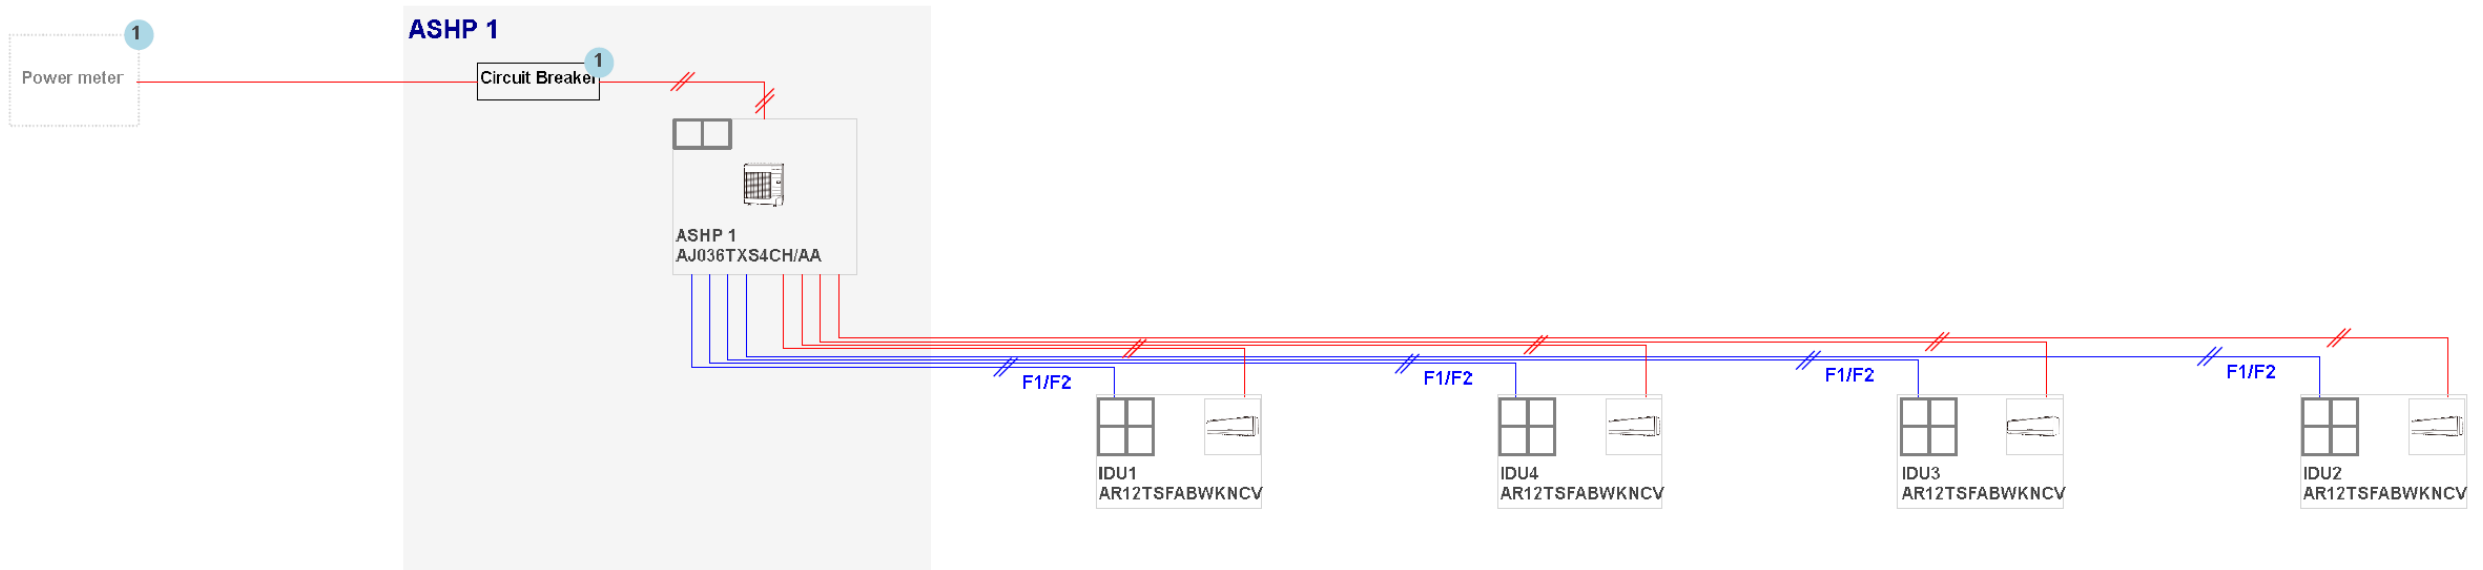 ASHP 1
1
Power meter
1
Circuit Breaker
ASHP 1
AJ036TXS4CH/AA
F1/F2
F1/F2
F1/F2
F1/F2
IDU1
AR12TSFABWKNCV
IDU4
AR12TSFABWKNCV
IDU3
AR12TSFABWKNCV
IDU2
AR12TSFABWKNCV